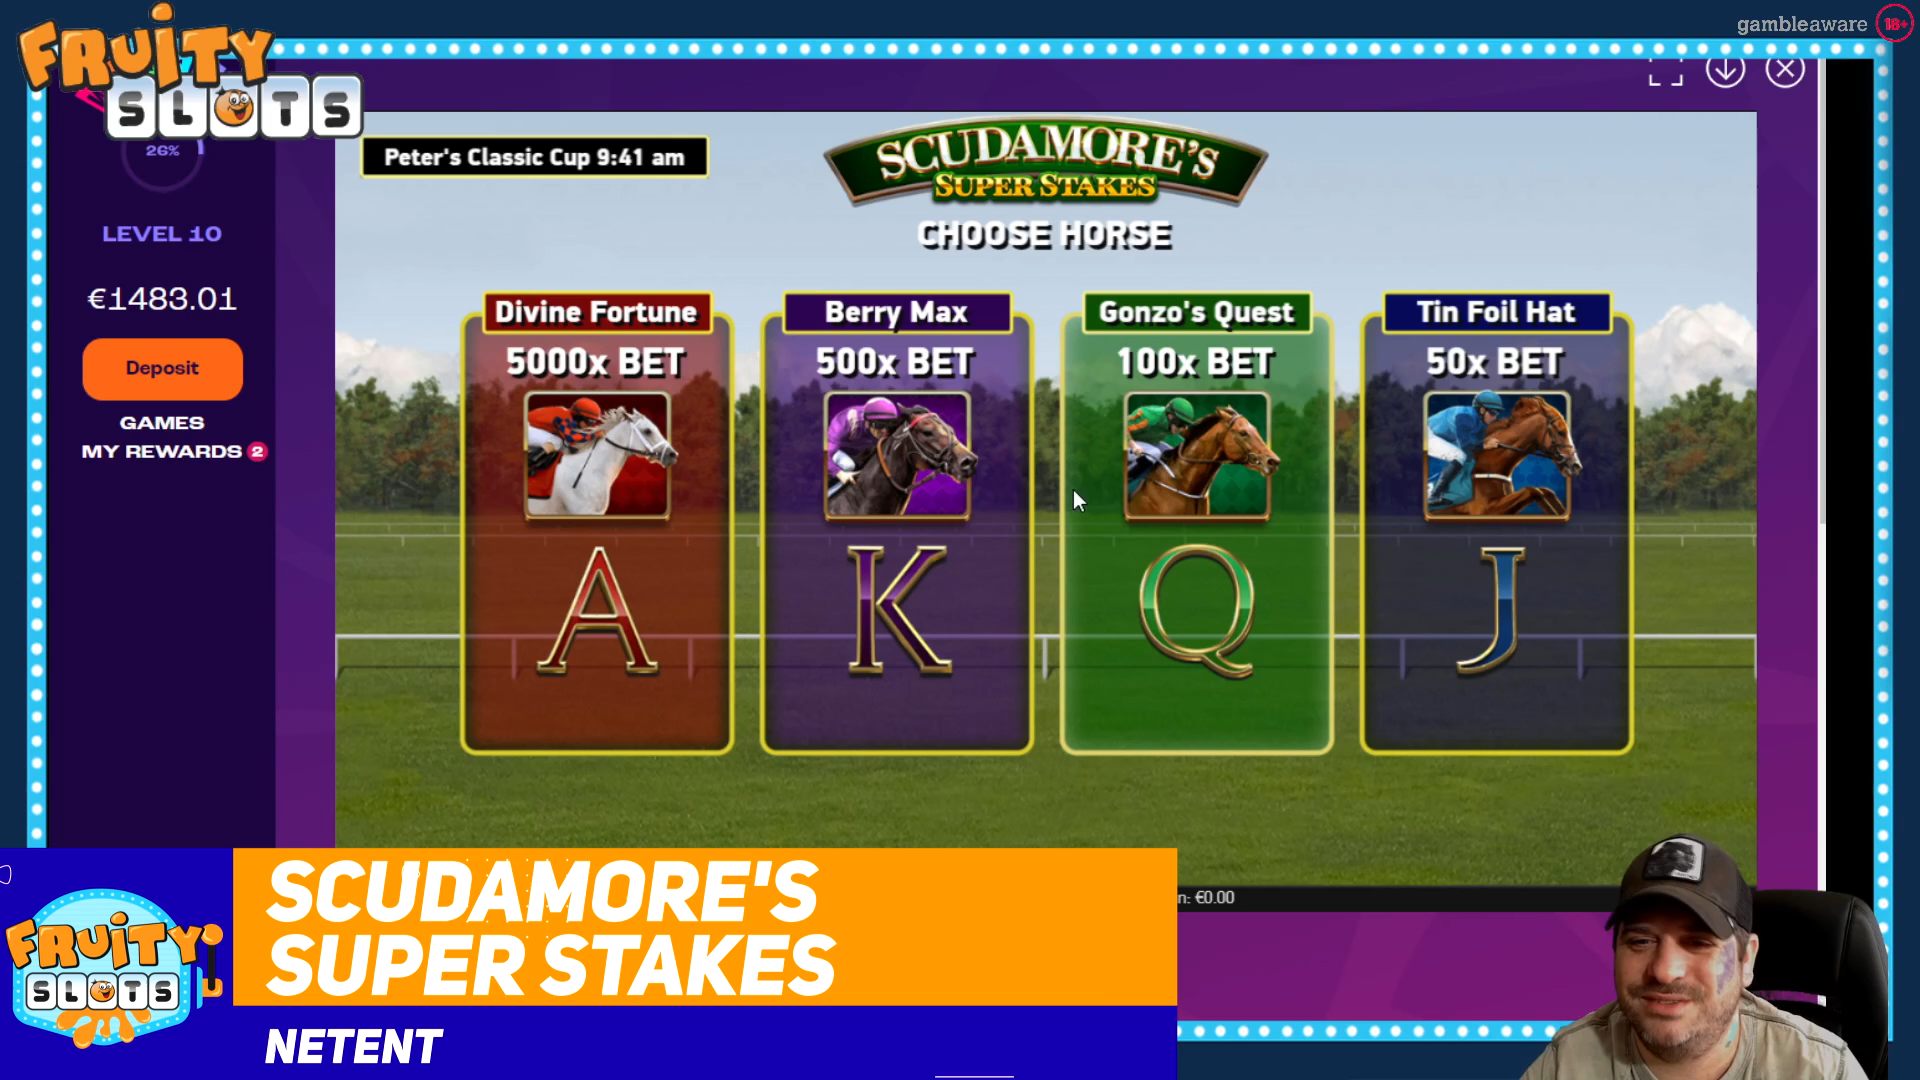 gambleaware 18+
FRUITY
SLOTS
26%
LEVEL 10
€1483.01
Deposit
GAMES
MY REWARDS 2
Peter's Classic Cup 9:41 am
SCUDAMORE'S
SUPER STAKES
CHOOSE HORSE
Divine Fortune
5000x BET
A
Berry Max
500x BET
K
Gonzo's Quest
100x BET
Q
Tin Foil Hat
50x BET
J
n: €0.00
FRUITY
SLOTS
SCUDAMORE'S
SUPER STAKES
NETENT